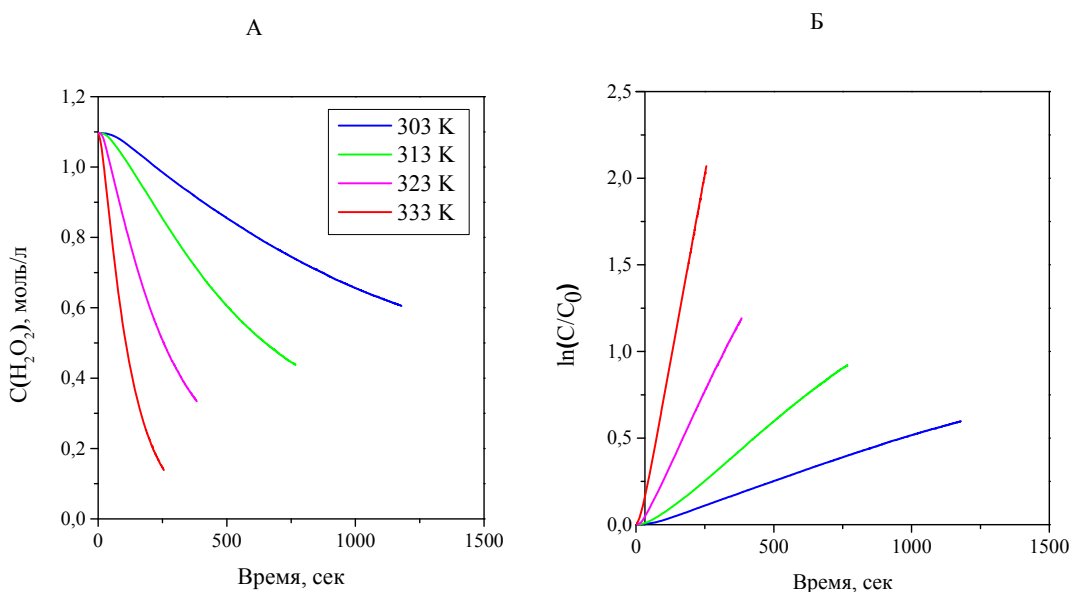 А
Б
1,2
1,0
0,8
0,6
0,4
0,2
0,0
C(H₂O₂), моль/л
303 K
313 K
323 K
333 K
0
500
1000
1500
Время, сек
2,5
2,0
1,5
1,0
0,5
0,0
ln(C/C₀)
0
500
1000
1500
Время, сек